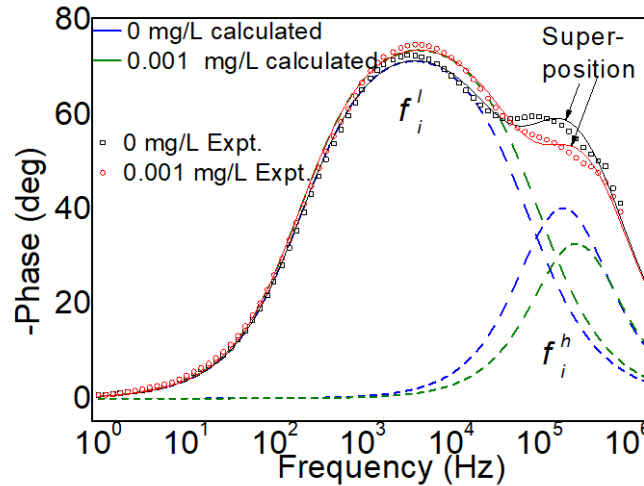 80
60
40
20
0
-Phase (deg)
0 mg/L calculated
0.001 mg/L calculated
0 mg/L Expt.
0.001 mg/L Expt.
Super-
position
f_i^l
f_i^h
10^0 10^1 10^2 10^3 10^4 10^5 10^6
Frequency (Hz)